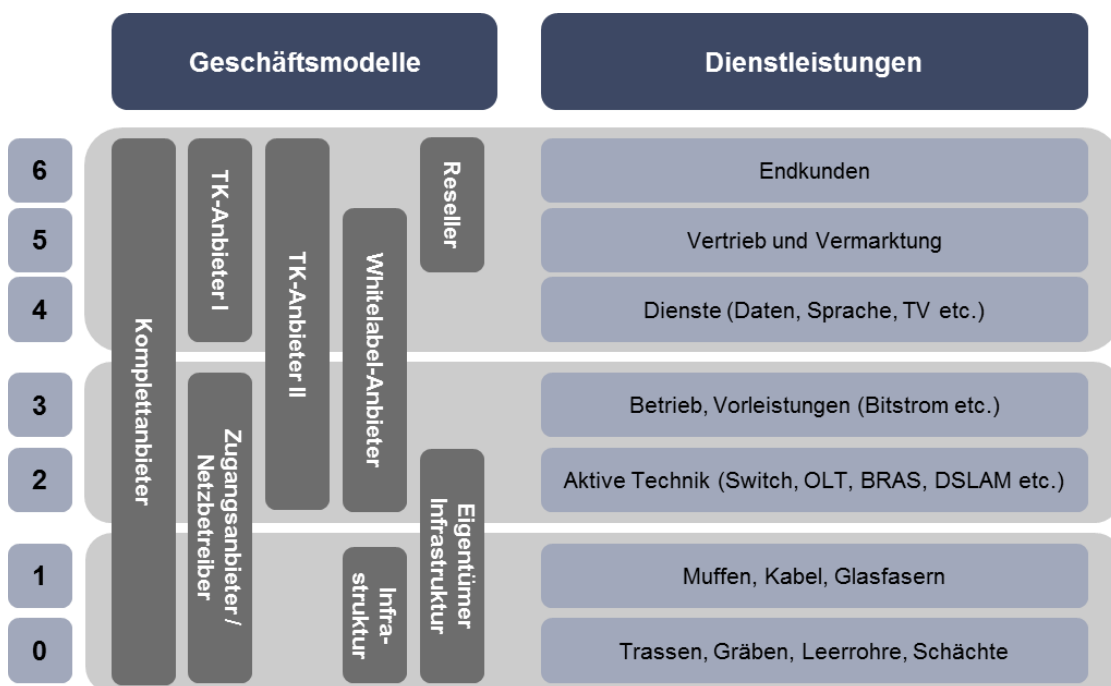 Geschäftsmodelle
Dienstleistungen
6
5
4
3
2
1
0
Komplettanbieter
TK-Anbieter I
Zugangsanbieter /
Netzbetreiber
TK-Anbieter II
Whitelabel-Anbieter
Infra-
struktur
Reseller
Eigentümer
Infrastruktur
Endkunden
Vertrieb und Vermarktung
Dienste (Daten, Sprache, TV etc.)
Betrieb, Vorleistungen (Bitstrom etc.)
Aktive Technik (Switch, OLT, BRAS, DSLAM etc.)
Muffen, Kabel, Glasfasern
Trassen, Gräben, Leerrohre, Schächte